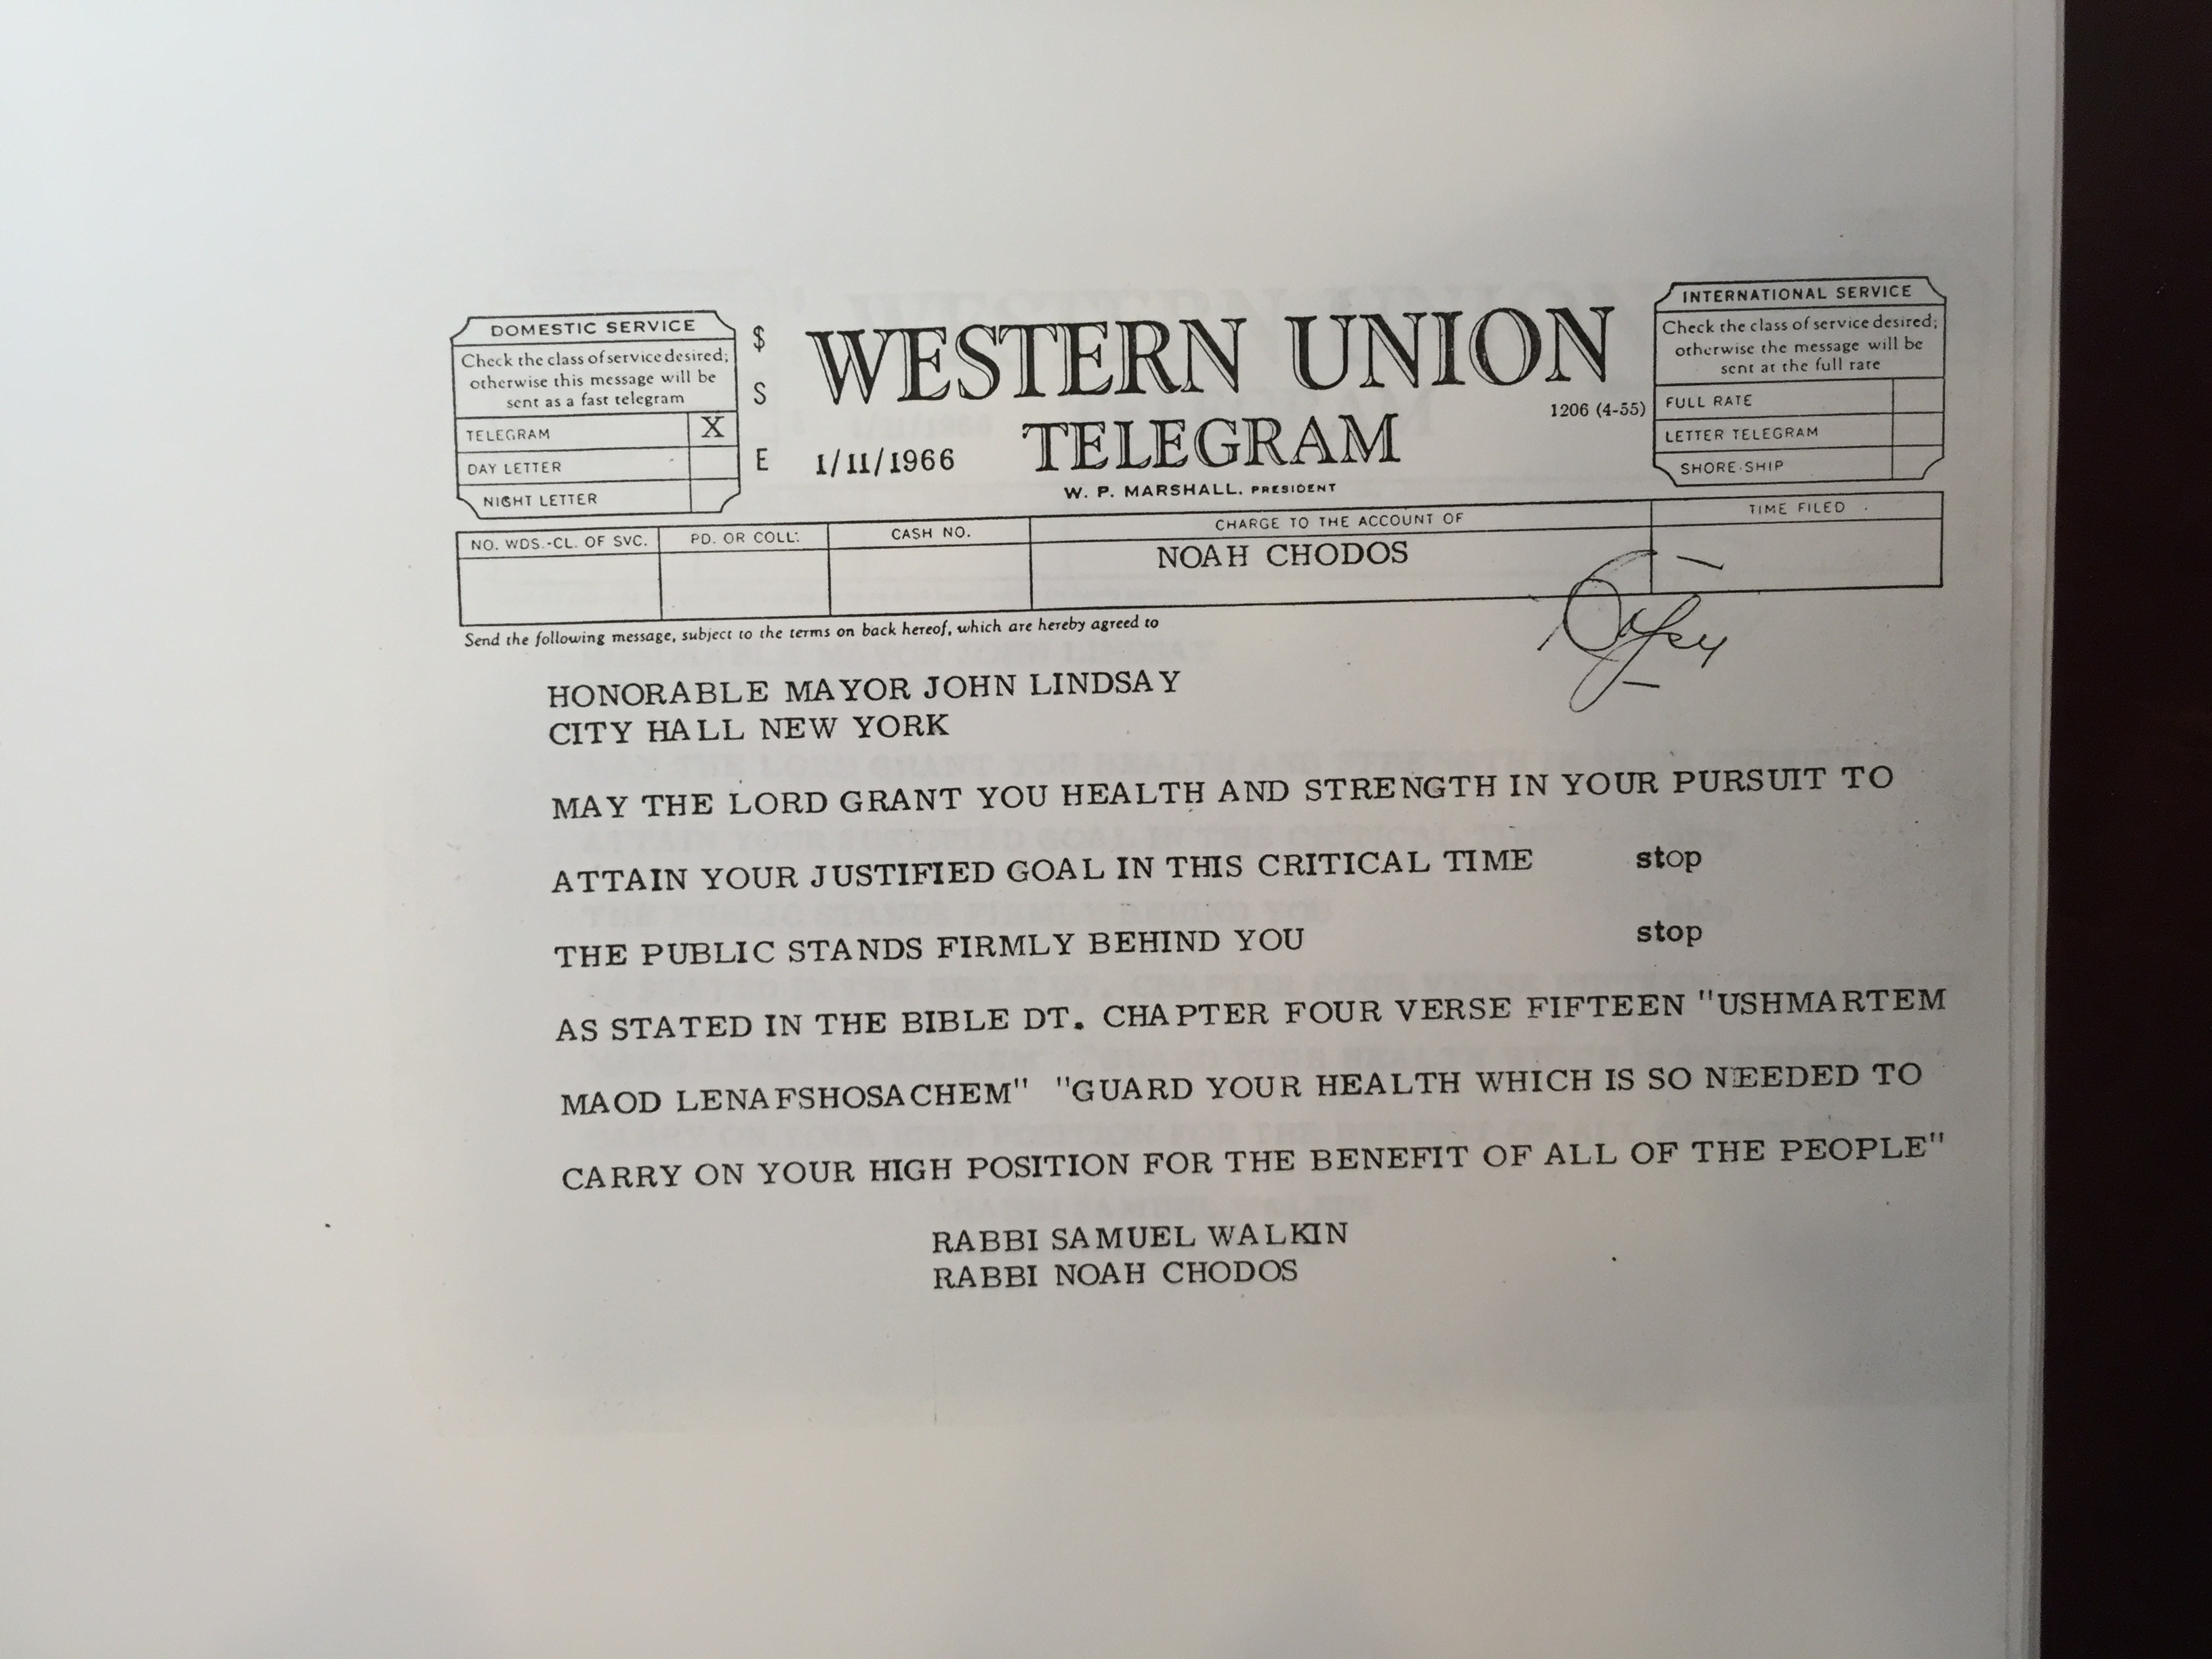 DOMESTIC SERVICE
Check the class of service desired;
otherwise this message will be
sent as a fast telegram
TELEGRAM X
DAY LETTER
NIGHT LETTER
$
S
E
WESTERN UNION
TELEGRAM
1206 (4-55)
1/11/1966
W. P. MARSHALL, PRESIDENT
INTERNATIONAL SERVICE
Check the class of service desired;
otherwise the message will be
sent at the full rate
FULL RATE
LETTER TELEGRAM
SHORE-SHIP
NO. WDS.-CL. OF SVC. PD. OR COLL. CASH NO. CHARGE TO THE ACCOUNT OF TIME FILED
NOAH CHODOS
Send the following message, subject to the terms on back hereof, which are hereby agreed to
HONORABLE MAYOR JOHN LINDSAY
CITY HALL NEW YORK
MAY THE LORD GRANT YOU HEALTH AND STRENGTH IN YOUR PURSUIT TO
ATTAIN YOUR JUSTIFIED GOAL IN THIS CRITICAL TIME stop
THE PUBLIC STANDS FIRMLY BEHIND YOU stop
AS STATED IN THE BIBLE DT. CHAPTER FOUR VERSE FIFTEEN "USHMARTEM
MAOD LENAFSHOSACHEM" "GUARD YOUR HEALTH WHICH IS SO NEEDED TO
CARRY ON YOUR HIGH POSITION FOR THE BENEFIT OF ALL OF THE PEOPLE"
RABBI SAMUEL WALKIN
RABBI NOAH CHODOS